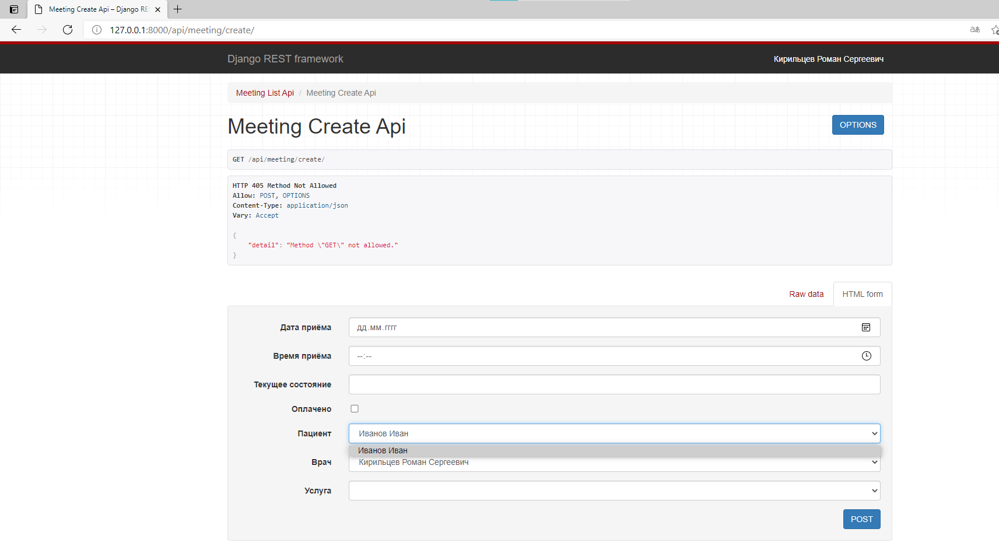 Meeting Create Api – Django RE
127.0.0.1:8000/api/meeting/create/
aあ
Django REST framework
Кирильцев Роман Сергеевич
Meeting List Api / Meeting Create Api
Meeting Create Api
OPTIONS
GET /api/meeting/create/
HTTP 405 Method Not Allowed
Allow: POST, OPTIONS
Content-Type: application/json
Vary: Accept
{
"detail": "Method \"GET\" not allowed."
}
Raw data
HTML form
Дата приёма
дд.мм.гггг
Время приёма
--:--
Текущее состояние
Оплачено
Пациент
Иванов Иван
Иванов Иван
Врач
Кирильцев Роман Сергеевич
Услуга
POST